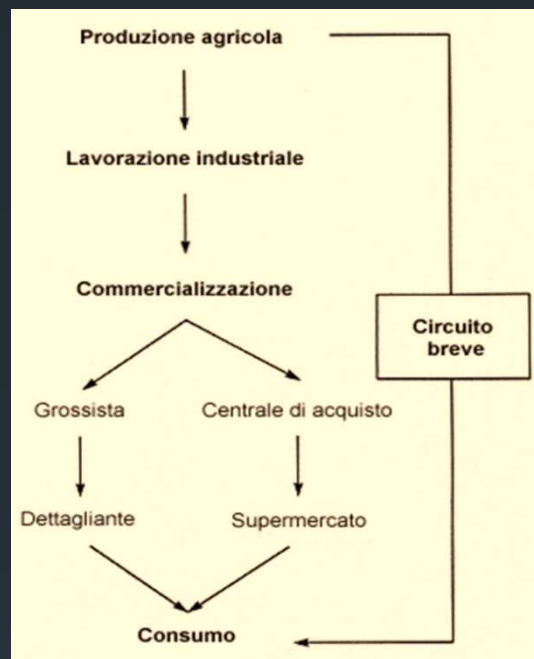 Produzione agricola
Lavorazione industriale
Commercializzazione
Circuito
breve
Grossista
Centrale di acquisto
Dettagliante
Supermercato
Consumo